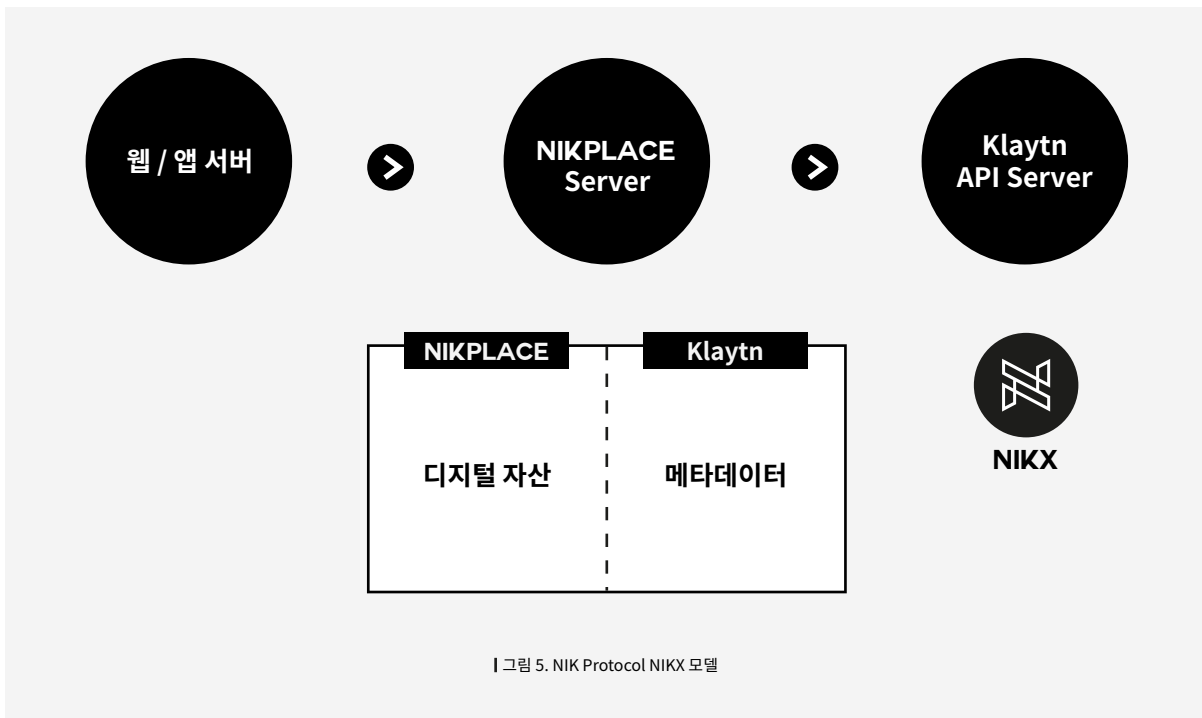 웹 / 앱 서버
NIKPLACE
Server
Klaytn
API Server
NIKPLACE
Klaytn
디지털 자산
메타데이터
NIKX
그림 5. NIK Protocol NIKX 모델